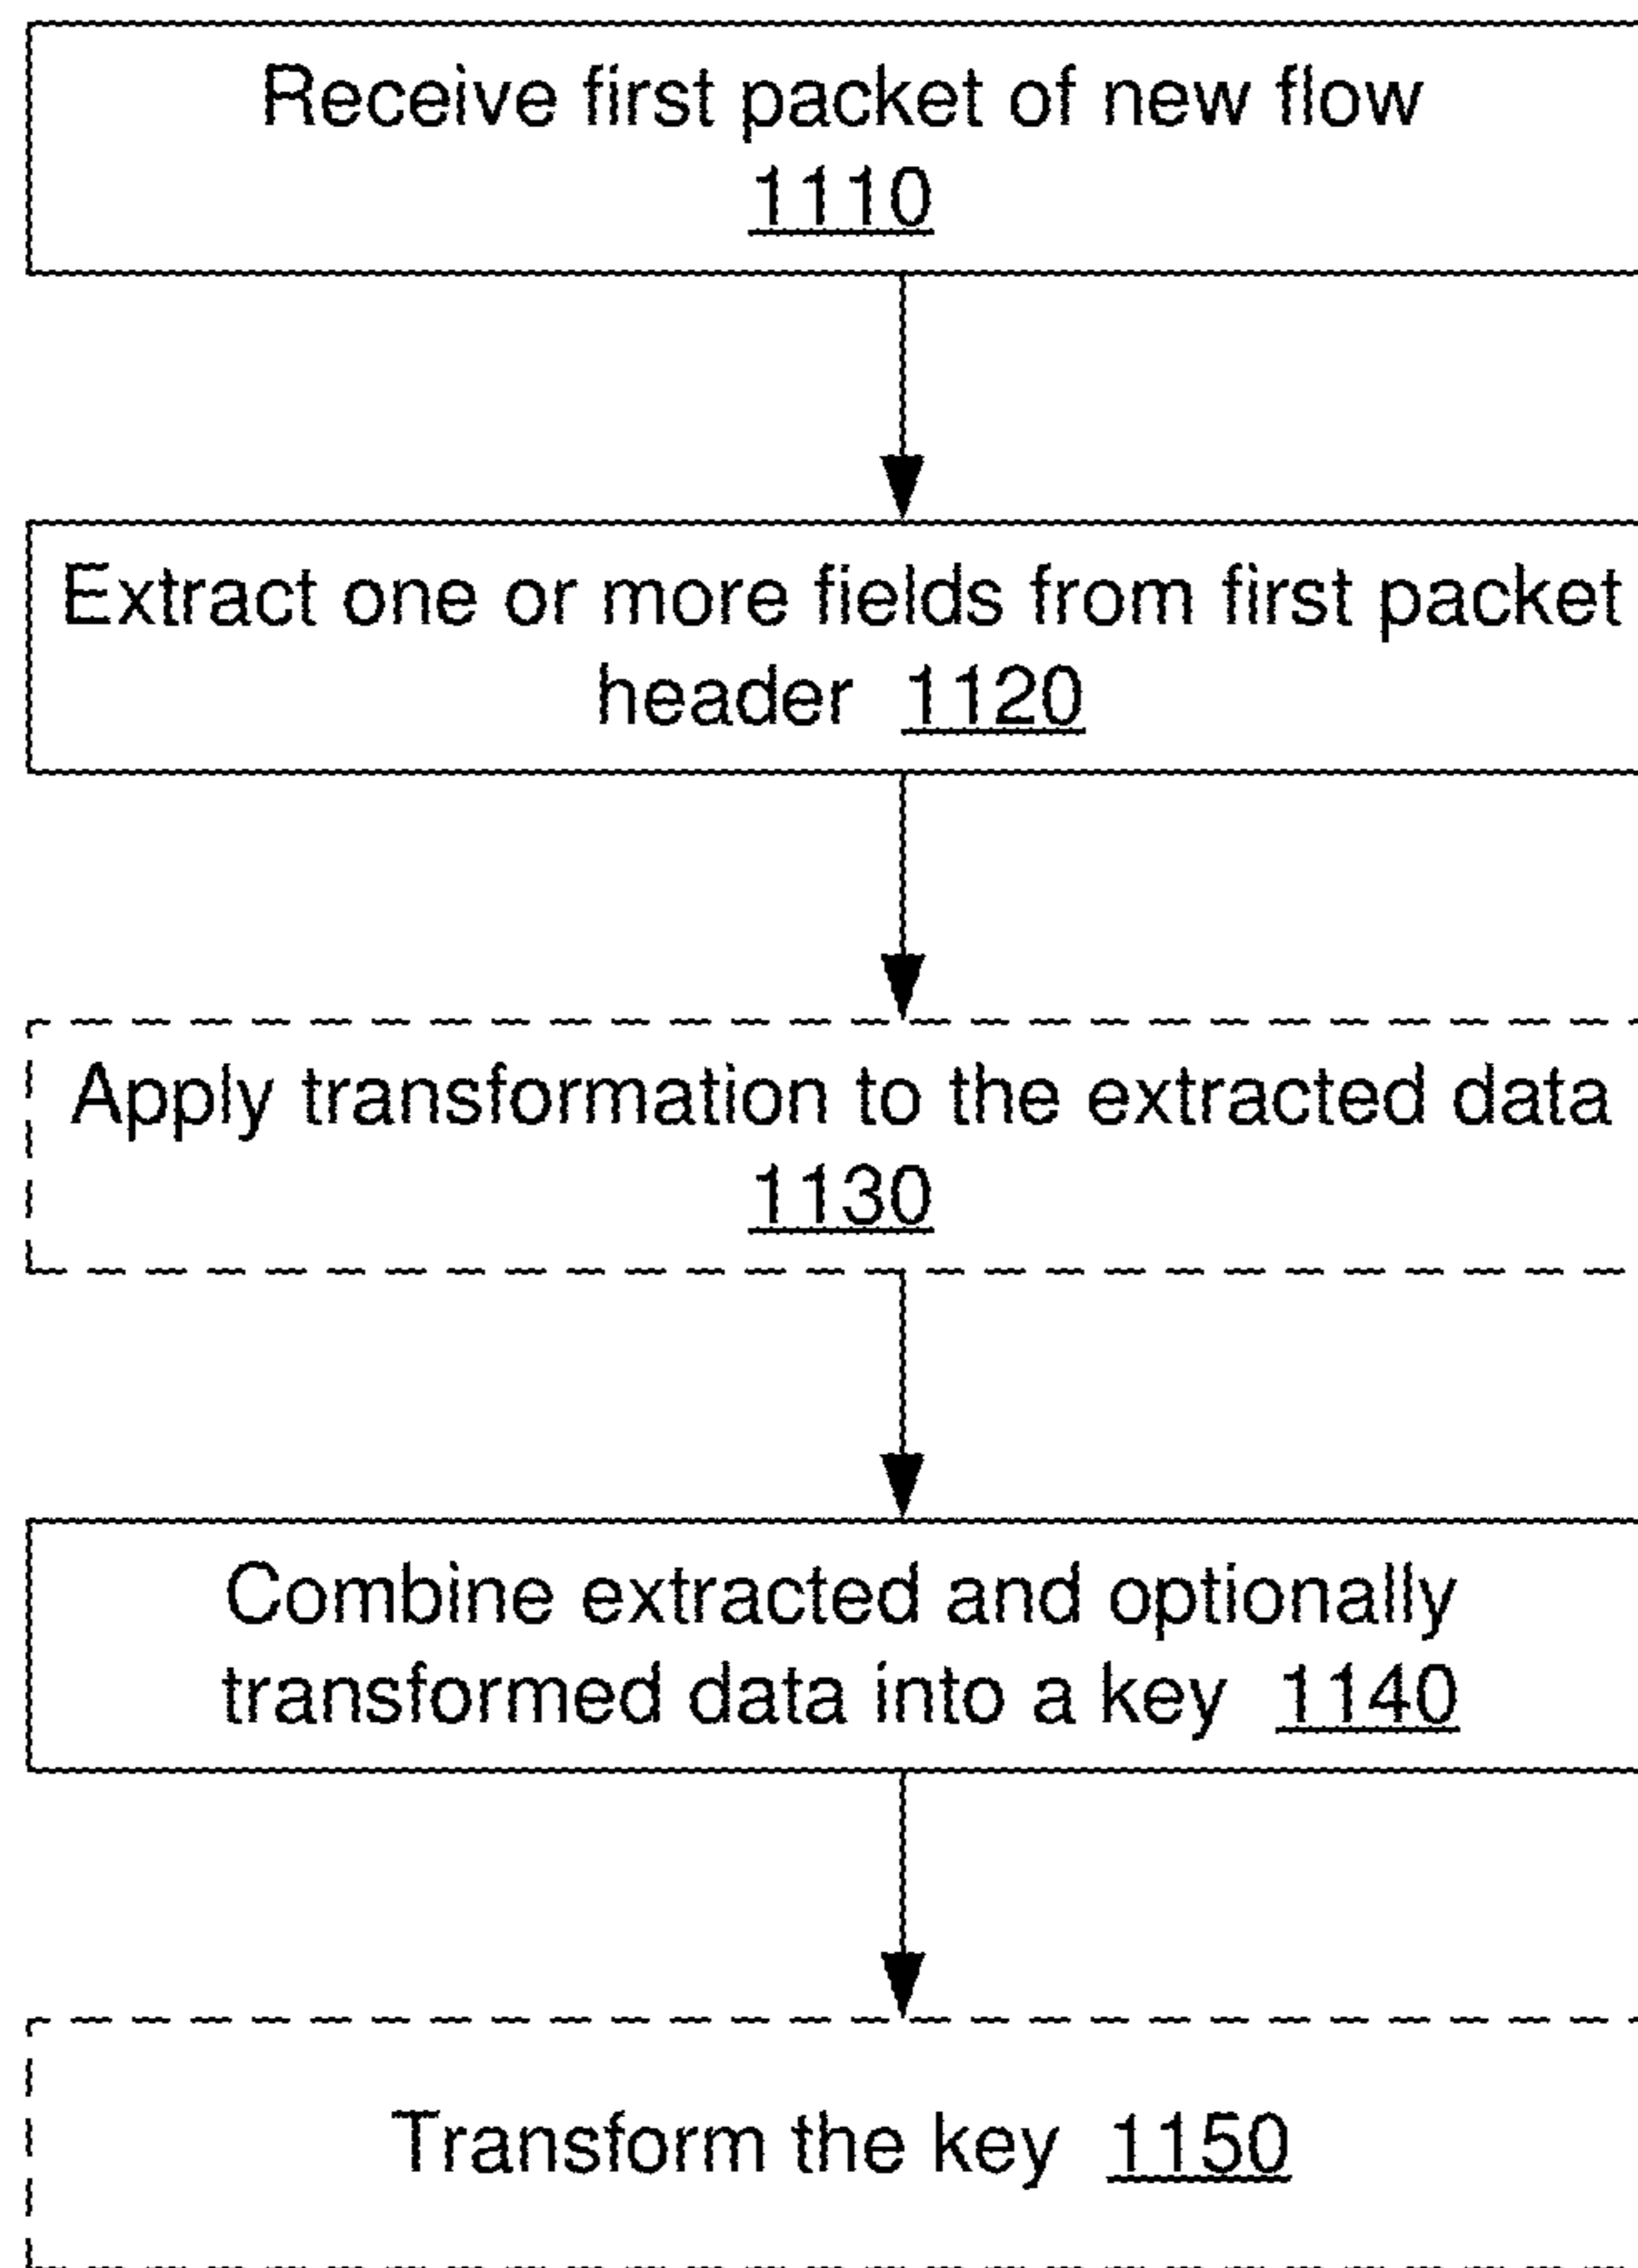 Receive first packet of new flow
1110
Extract one or more fields from first packet
header 1120
Apply transformation to the extracted data
1130
Combine extracted and optionally
transformed data into a key 1140
Transform the key 1150